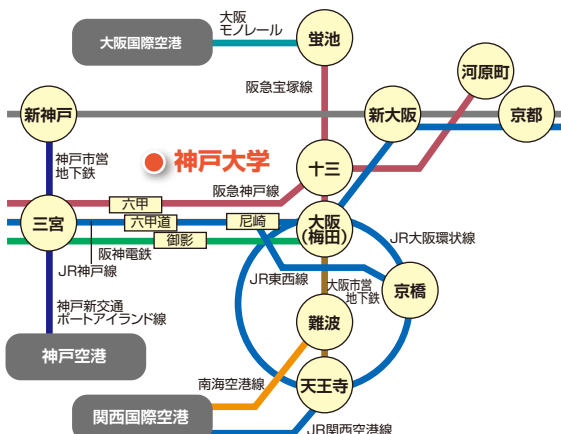 大阪
モノレール
大阪国際空港
蛍池
河原町
阪急宝塚線
新神戸
新大阪
京都
神戸市営
地下鉄
神戸大学
十三
阪急神戸線
六甲
三宮
六甲道
尼崎
大阪
(梅田)
御影
JR大阪環状線
阪神電鉄
JR神戸線
JR東西線
大阪市営
地下鉄
京橋
神戸新交通
ポートアイランド線
難波
神戸空港
南海空港線
天王寺
関西国際空港
JR関西空港線